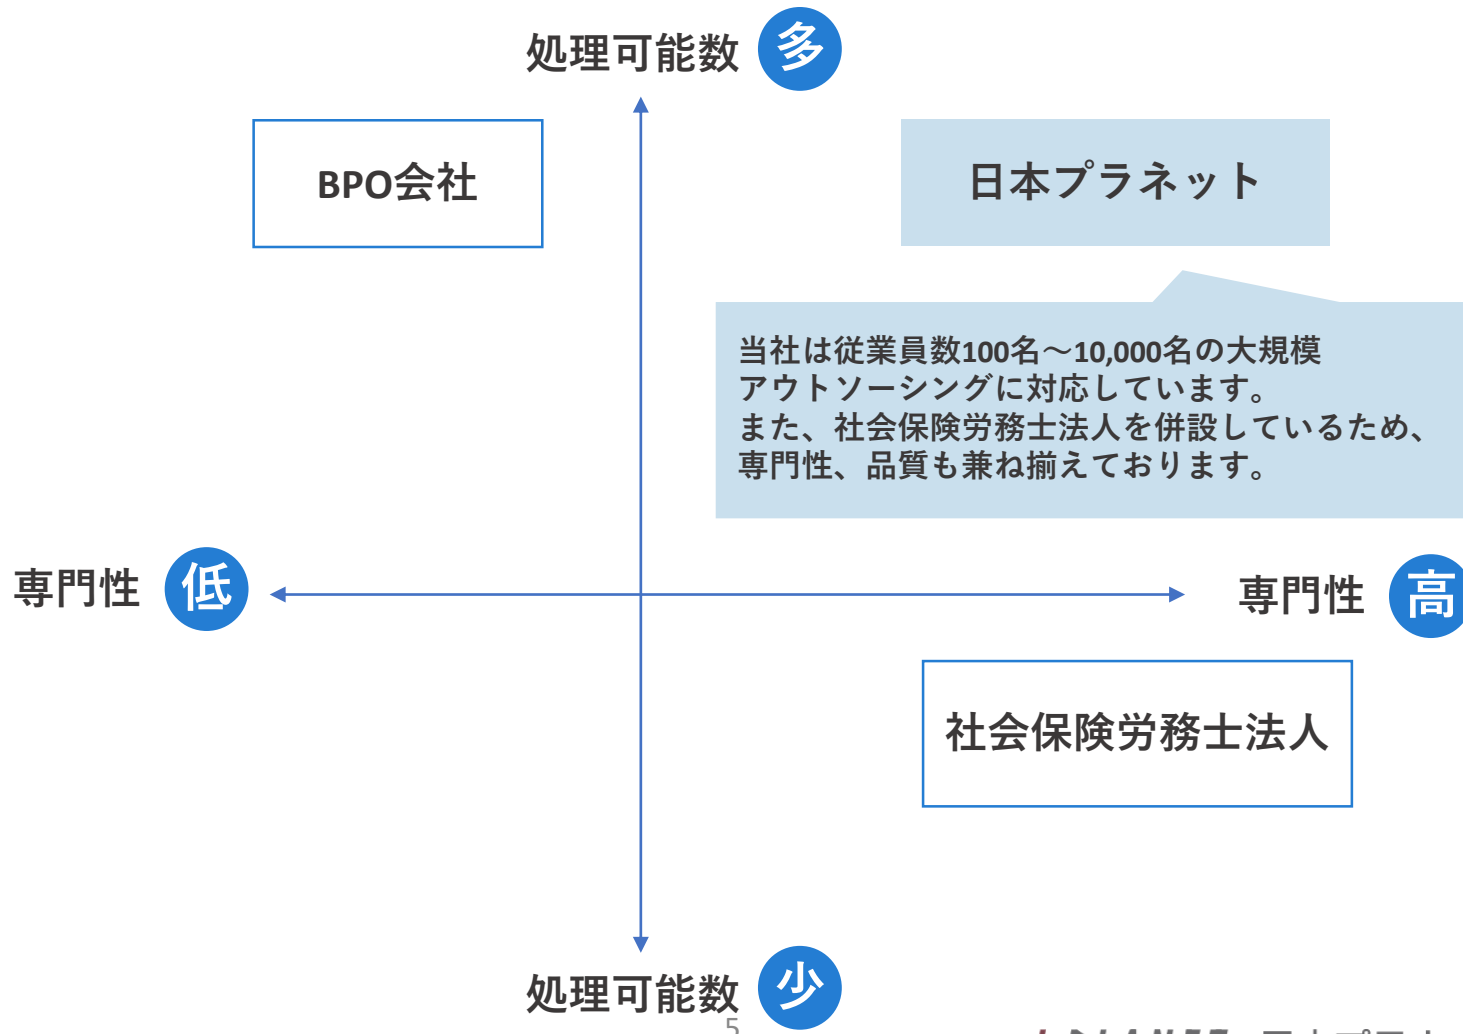 処理可能数 多
BPO会社
日本プラネット
当社は従業員数100名～10,000名の大規模
アウトソーシングに対応しています。
また、社会保険労務士法人を併設しているため、
専門性、品質も兼ね揃えております。
専門性 低
専門性 高
社会保険労務士法人
処理可能数 少
5